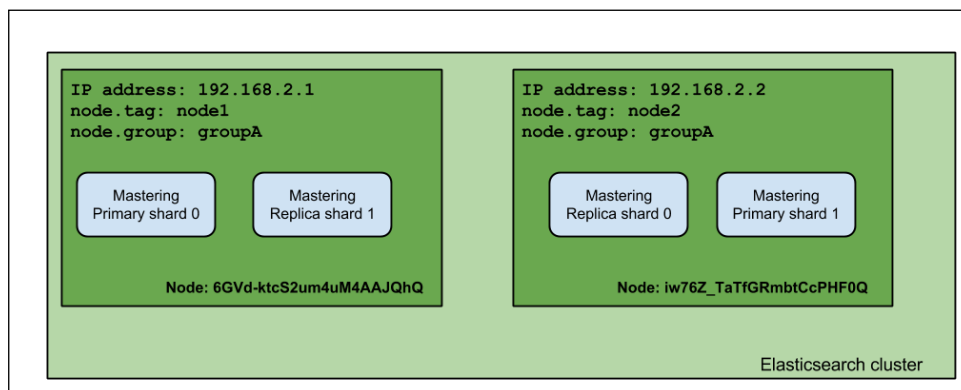 IP address: 192.168.2.1
node.tag: node1
node.group: groupA
Mastering
Primary shard 0
Mastering
Replica shard 1
Node: 6GVd-ktcS2um4uM4AAJQhQ
IP address: 192.168.2.2
node.tag: node2
node.group: groupA
Mastering
Replica shard 0
Mastering
Primary shard 1
Node: iw76Z_TaTfGRmbtCcPHF0Q
Elasticsearch cluster